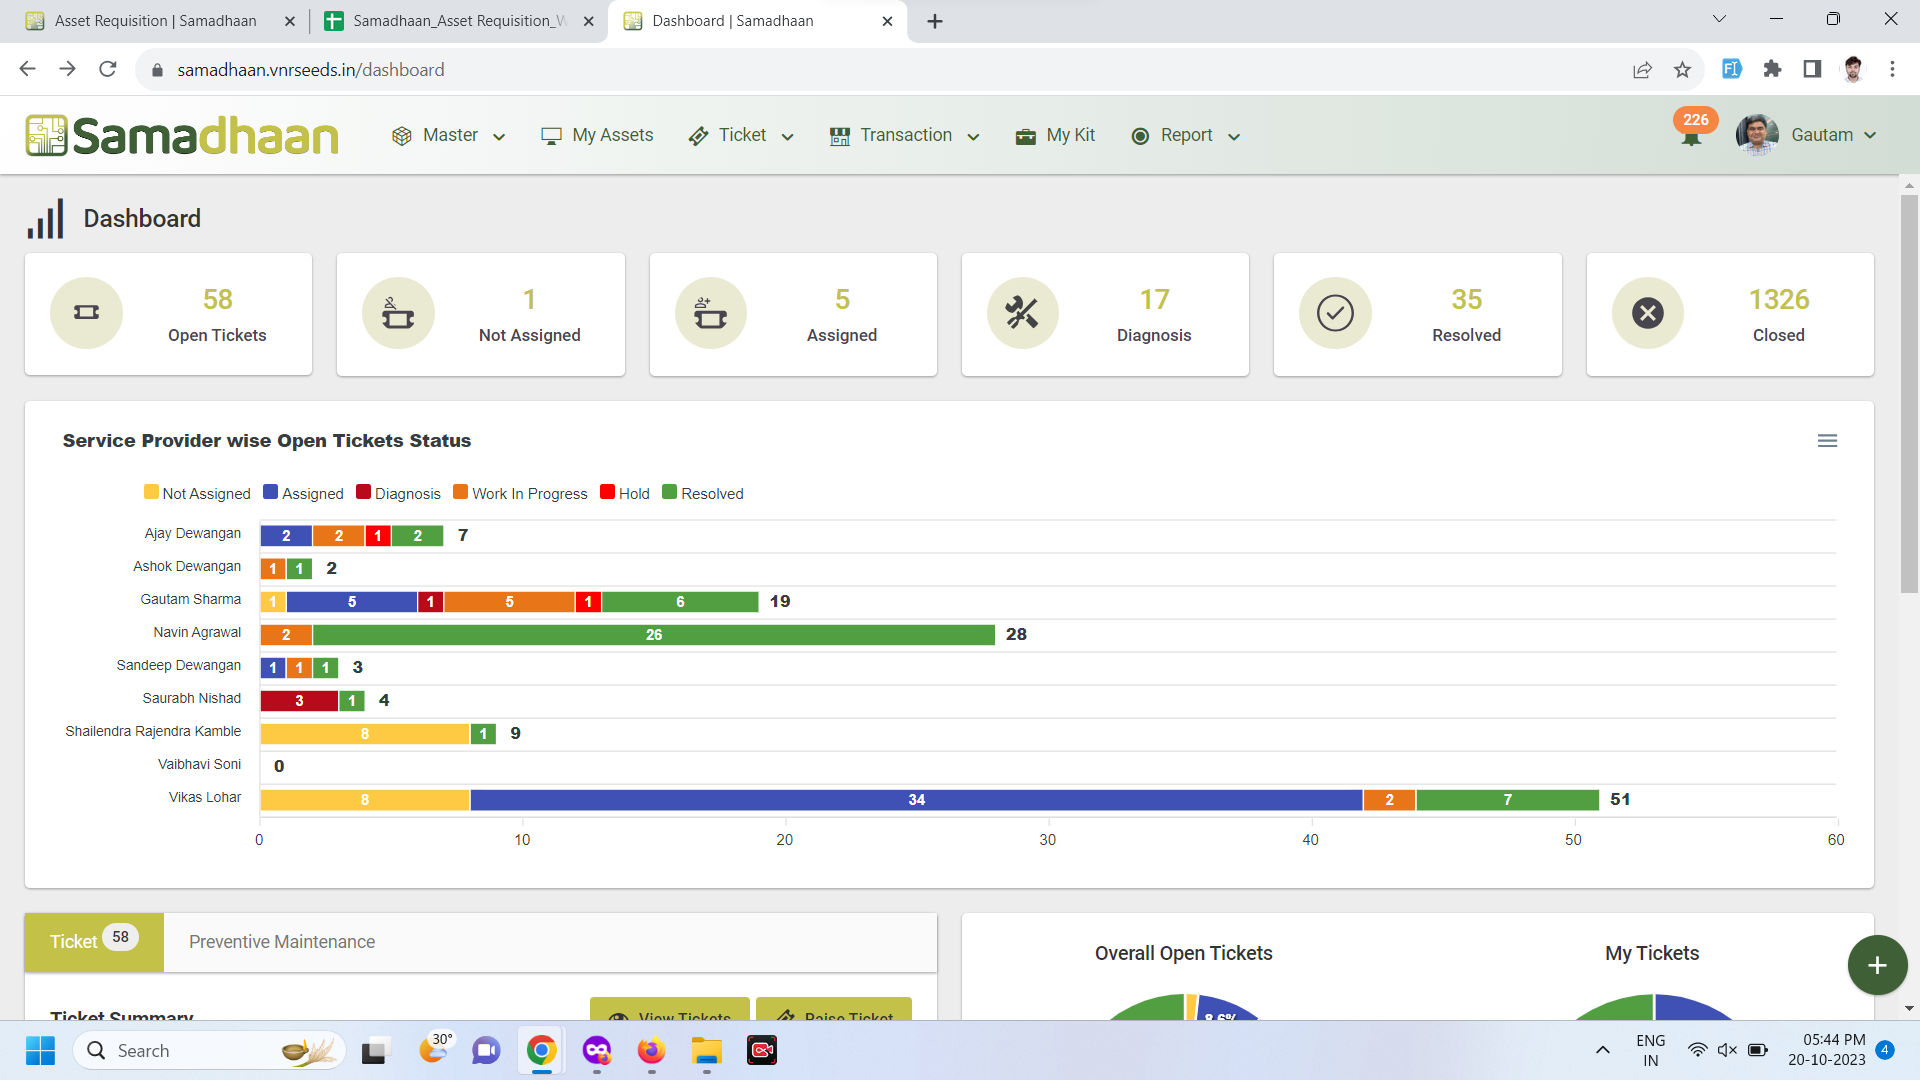 Asset Requisition | Samadhaan
Samadhaan_Asset Requisition_W
Dashboard | Samadhaan
samadhaan.vnrseeds.in/dashboard
Samadhaan
Master
My Assets
Ticket
Transaction
My Kit
Report
226
Gautam
Dashboard
58
Open Tickets
1
Not Assigned
5
Assigned
17
Diagnosis
35
Resolved
1326
Closed
Service Provider wise Open Tickets Status
Not Assigned Assigned Diagnosis Work In Progress Hold Resolved
Ajay Dewangan 2 2 1 2 7
Ashok Dewangan 1 1 2
Gautam Sharma 1 5 1 5 1 6 19
Navin Agrawal 2 26 28
Sandeep Dewangan 1 1 1 3
Saurabh Nishad 3 1 4
Shailendra Rajendra Kamble 8 1 9
Vaibhavi Soni 0
Vikas Lohar 8 34 2 7 51
0 10 20 30 40 50 60
Ticket 58
Preventive Maintenance
Ticket Summary
View Tickets
Raise Ticket
Overall Open Tickets
8.6%
My Tickets
Search
30°
ENG
IN
05:44 PM
20-10-2023
4